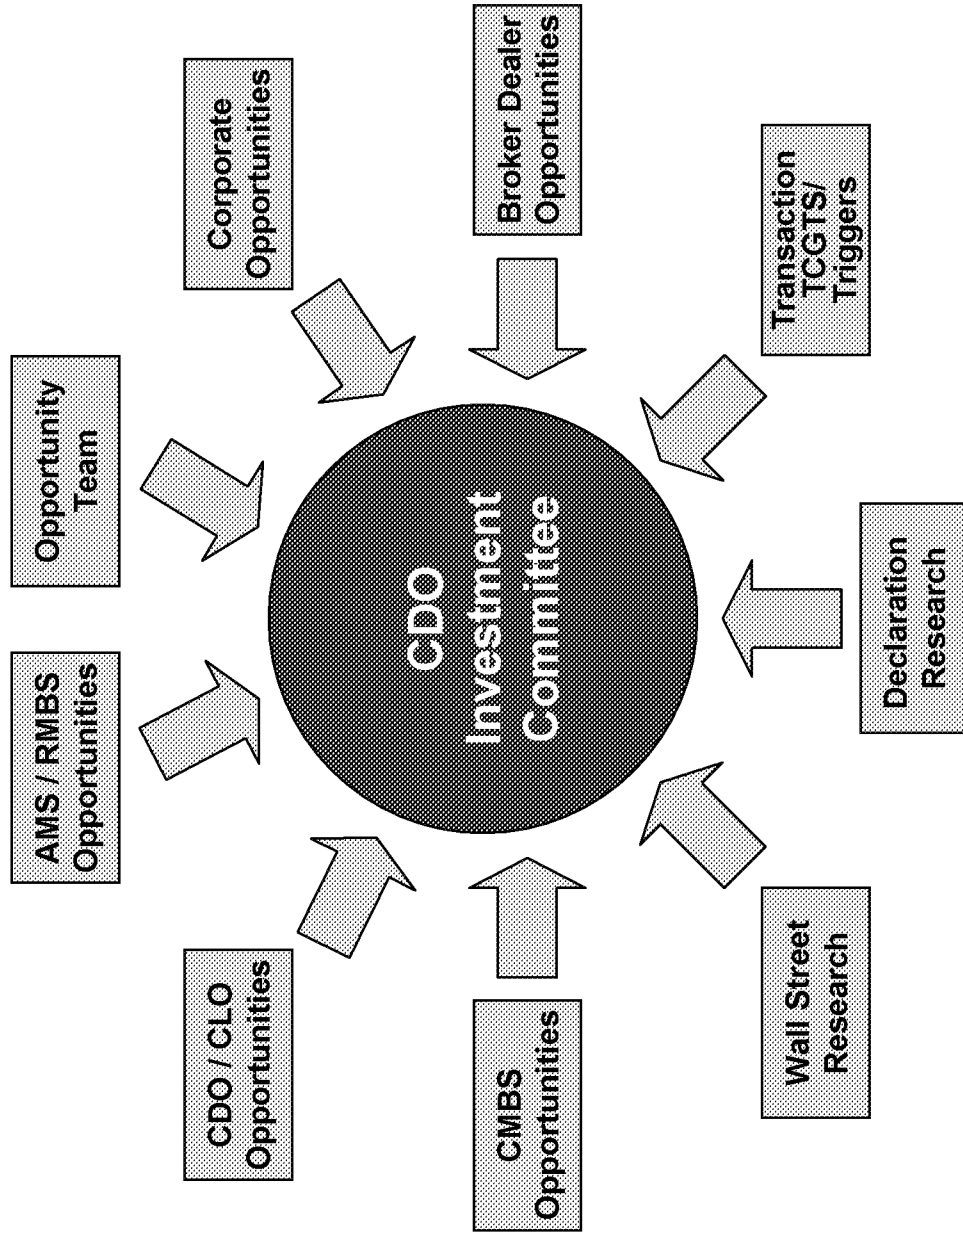 AMS / RMBS
Opportunities
Opportunity
Team
CDO / CLO
Opportunities
Corporate
Opportunities
CDO
Investment
Committee
CMBS
Opportunities
Broker Dealer
Opportunities
Wall Street
Research
Transaction
TCGTS/
Triggers
Declaration
Research